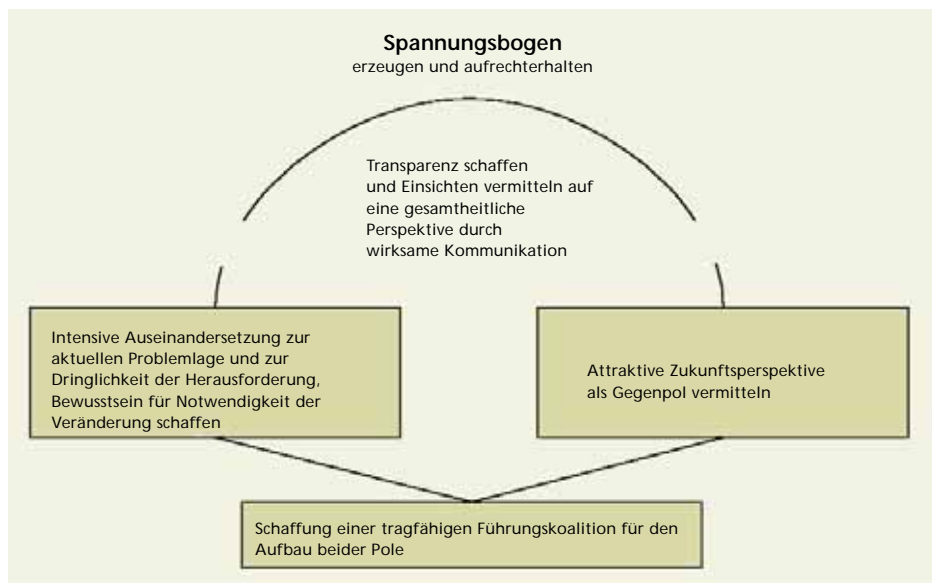 Spannungsbogen
erzeugen und aufrechterhalten
Transparenz schaffen
und Einsichten vermitteln auf
eine gesamtheitliche
Perspektive durch
wirksame Kommunikation
Intensive Auseinandersetzung zur
aktuellen Problemlage und zur
Dringlichkeit der Herausforderung,
Bewusstsein für Notwendigkeit der
Veränderung schaffen
Attraktive Zukunftsperspektive
als Gegenpol vermitteln
Schaffung einer tragfähigen Führungskoalition für den
Aufbau beider Pole